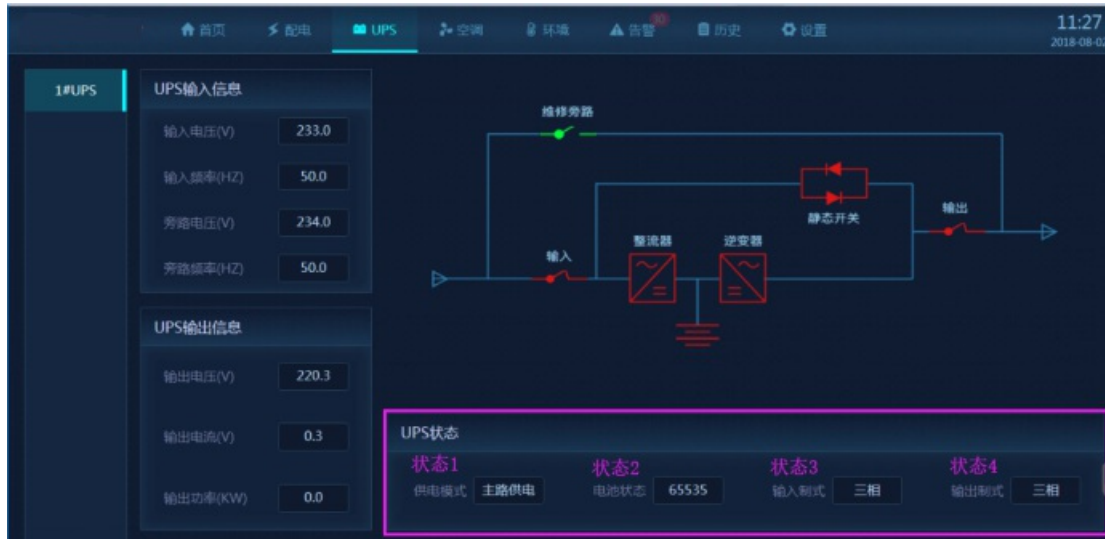 首页 配电 UPS 空调 环境 告警 30 历史 设置 11:27
2018-08-02
1#UPS
UPS输入信息
输入电压(V) 233.0
输入频率(HZ) 50.0
旁路电压(V) 234.0
旁路频率(HZ) 50.0
UPS输出信息
输出电压(V) 220.3
输出电流(V) 0.3
输出功率(KW) 0.0
维修旁路
静态开关
输出
整流器 逆变器
输入
UPS状态
状态1 状态2 状态3 状态4
供电模式 主路供电 电池状态 65535 输入制式 三相 输出制式 三相